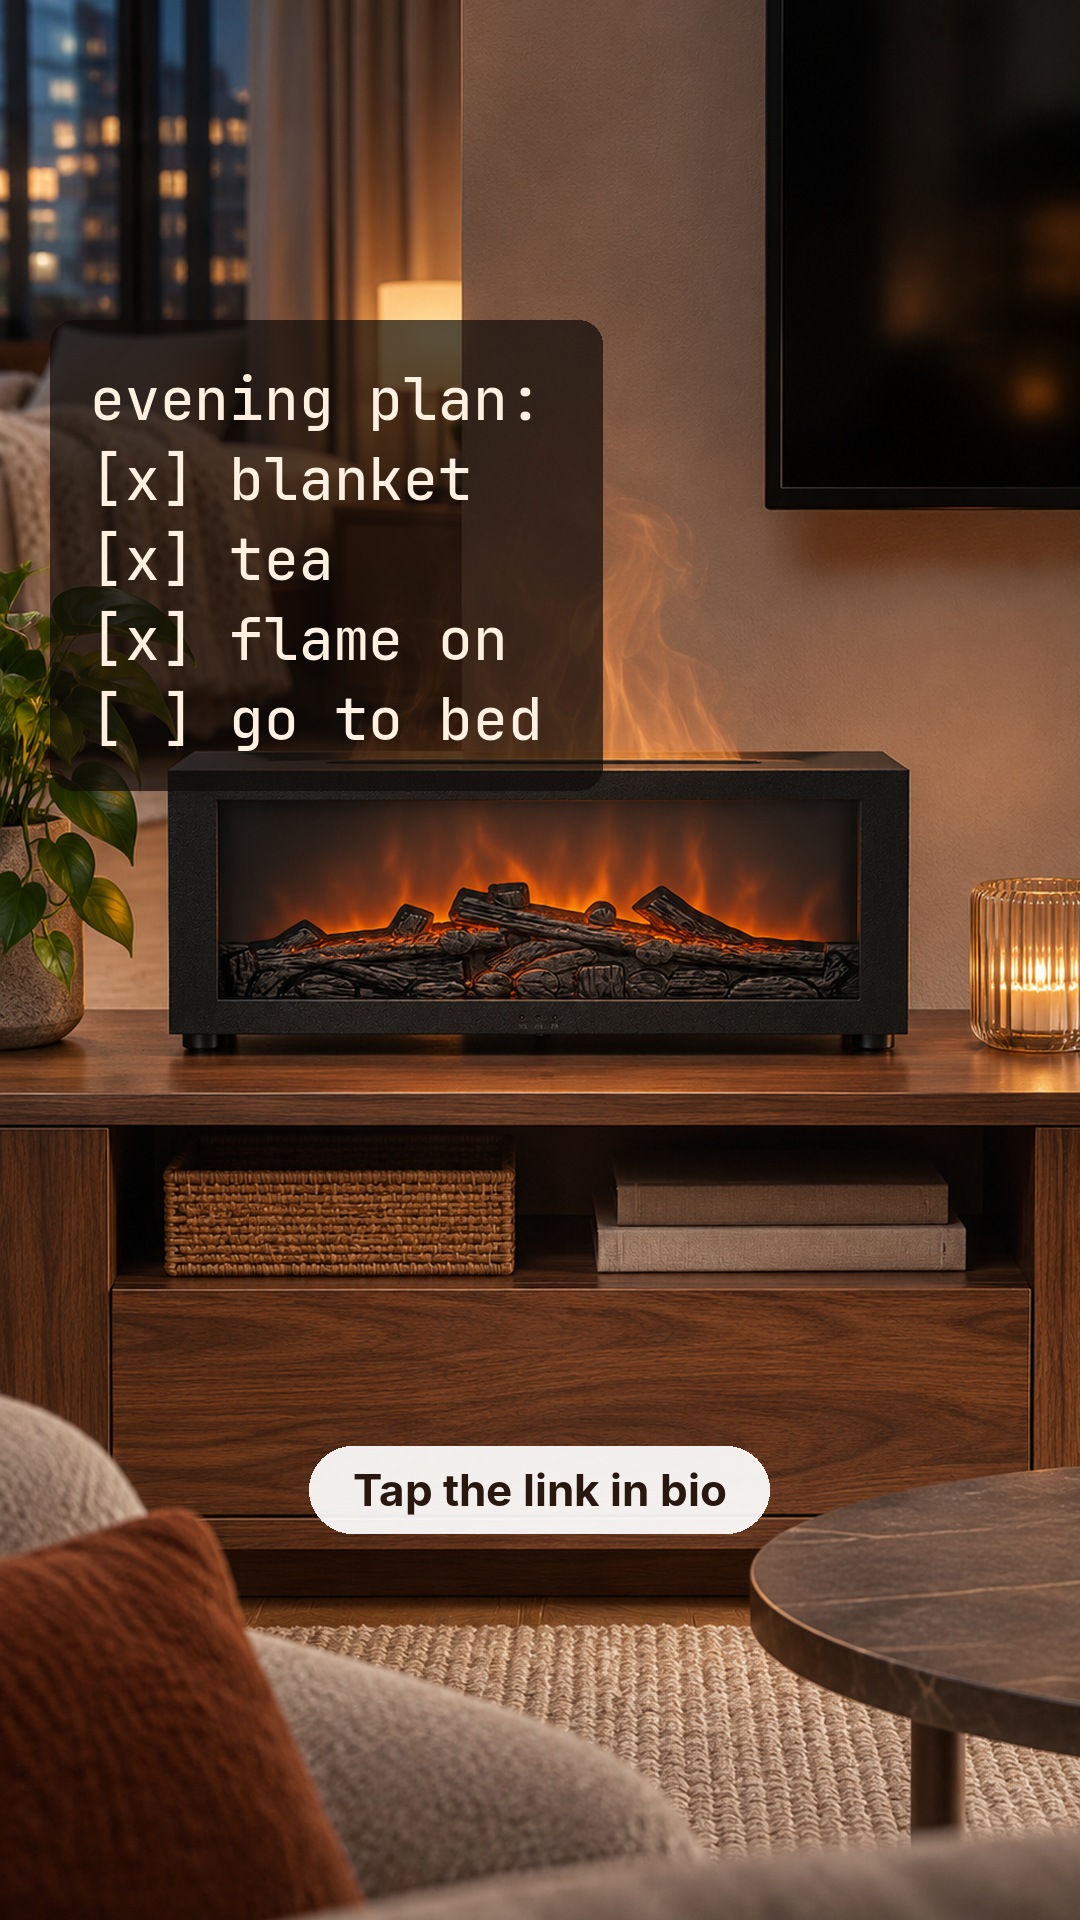 evening plan:
[x] blanket
[x] tea
[x] flame on
[ ] go to bed
Tap the link in bio